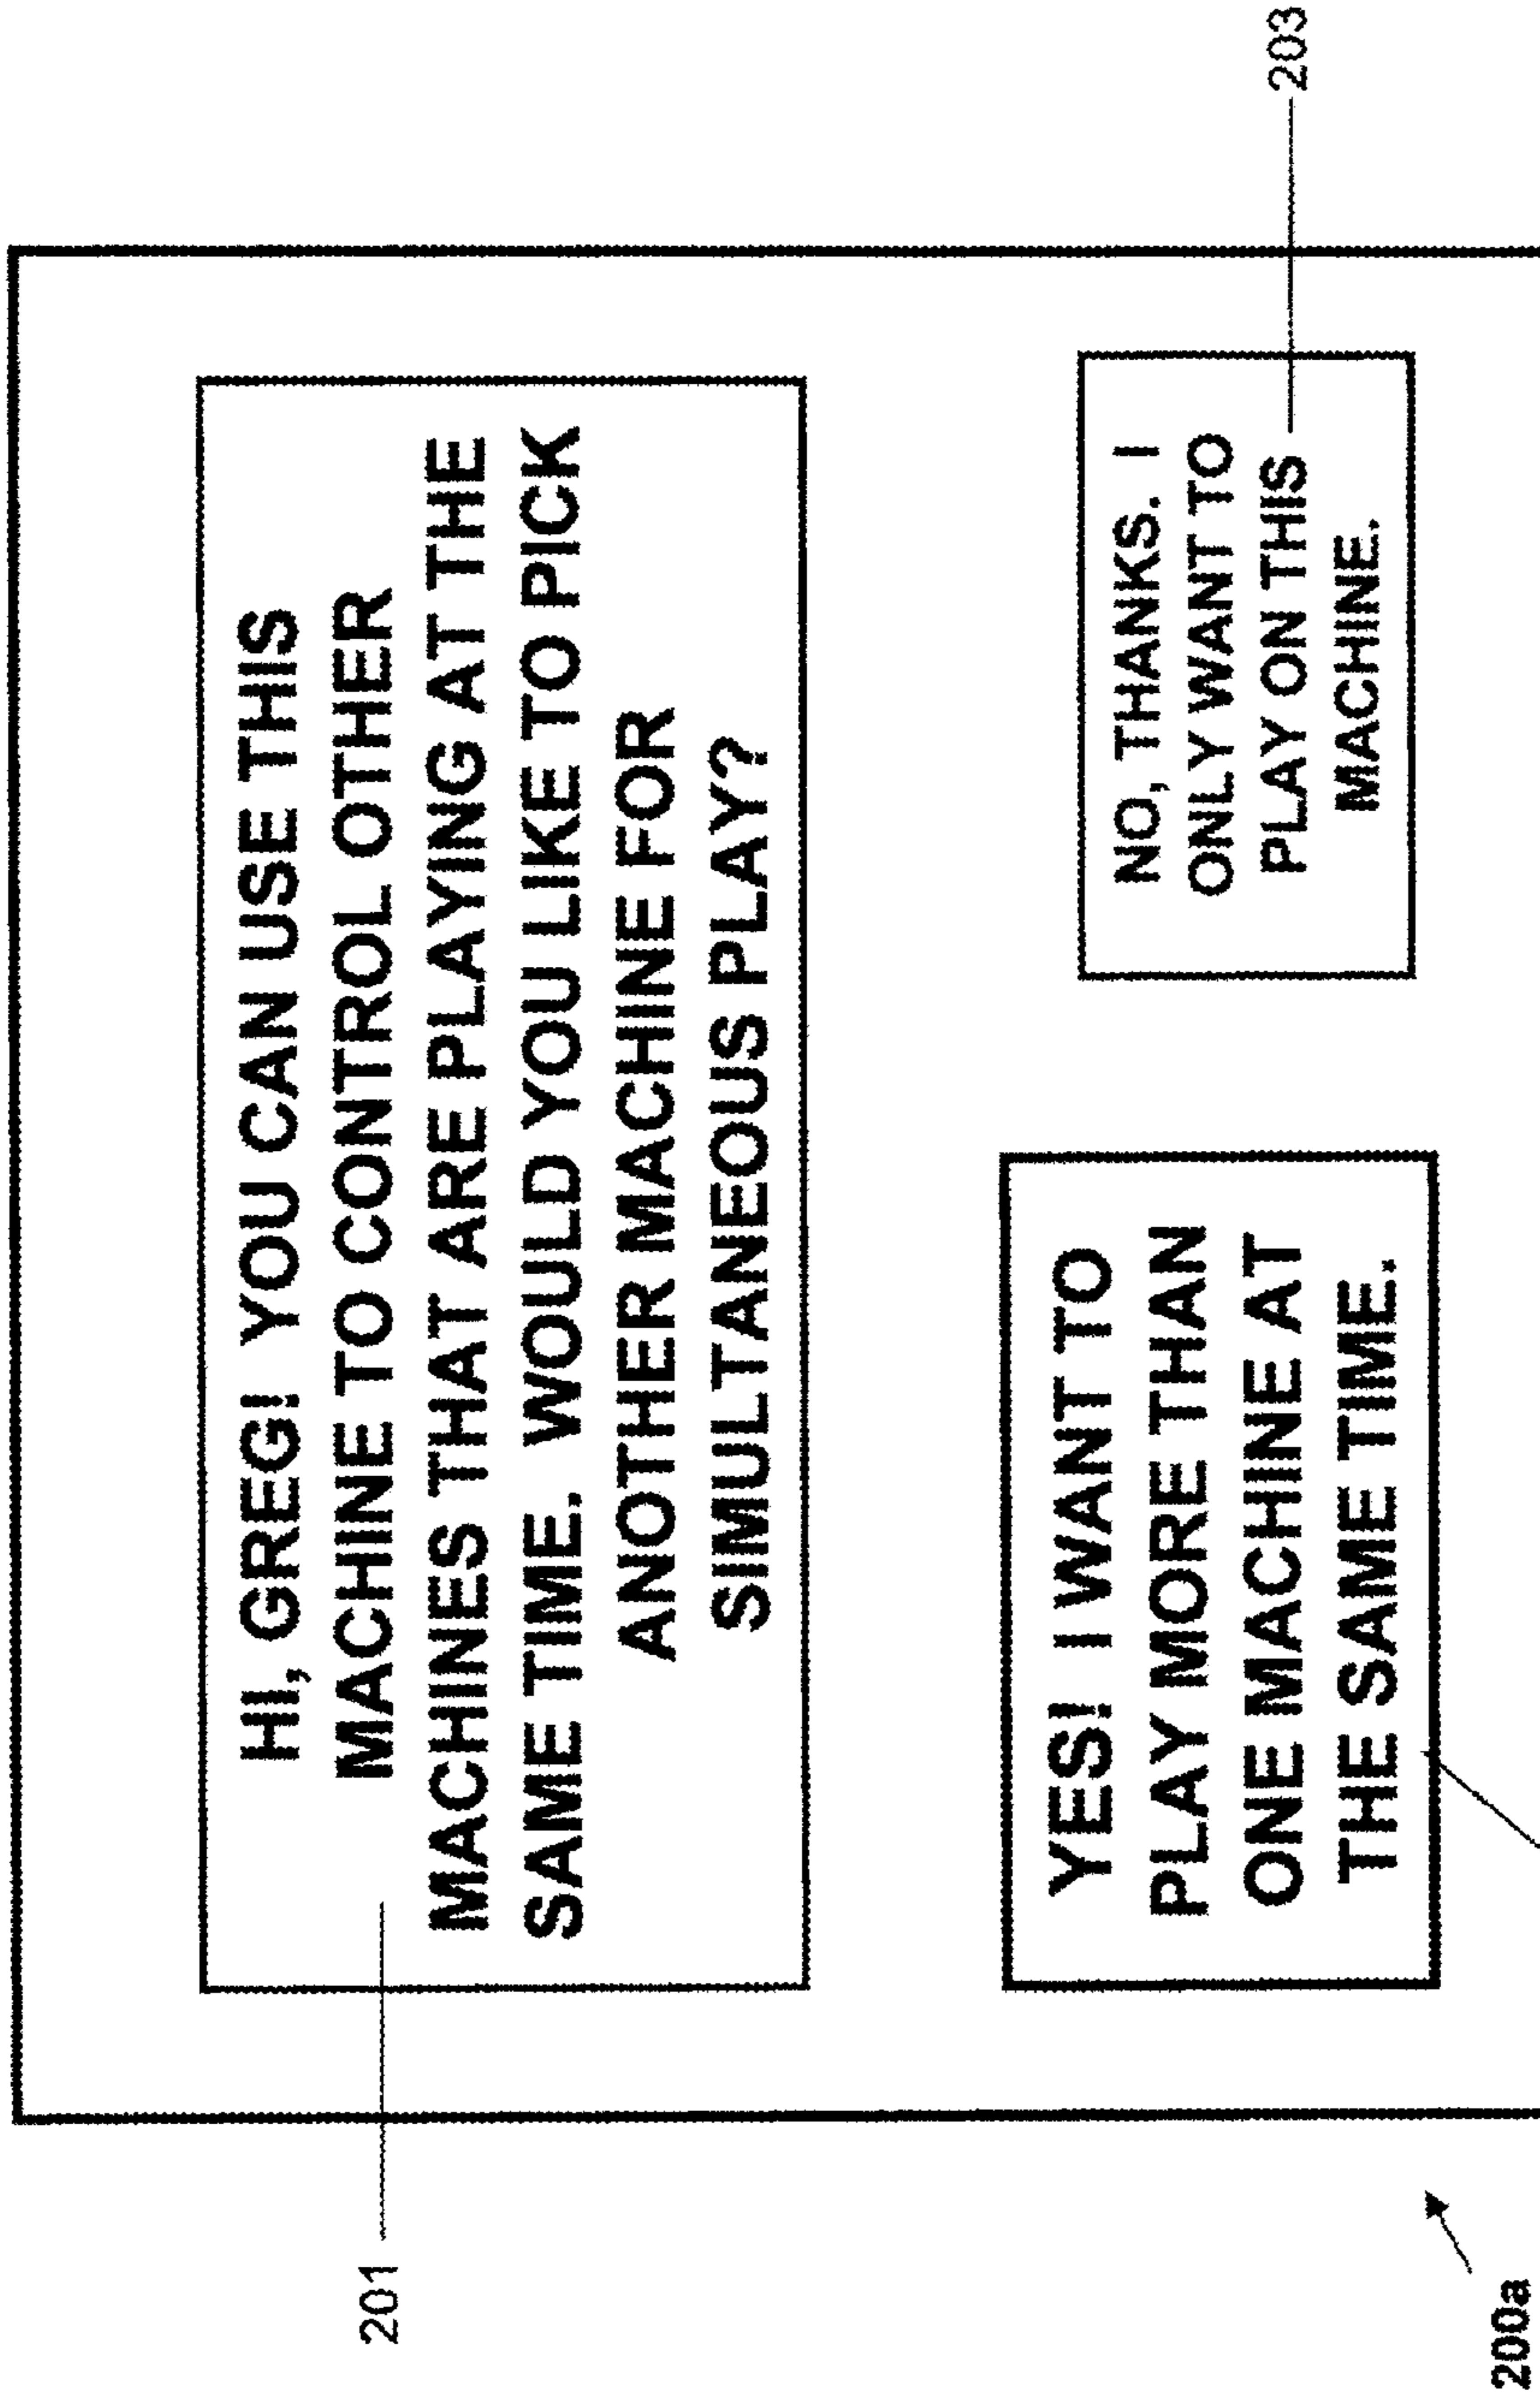 HI, GREG! YOU CAN USE THIS
MACHINE TO CONTROL OTHER
MACHINES THAT ARE PLAYING AT THE
SAME TIME. WOULD YOU LIKE TO PICK
ANOTHER MACHINE FOR
SIMULTANEOUS PLAY?
201
YES! I WANT TO
PLAY MORE THAN
ONE MACHINE AT
THE SAME TIME.
NO, THANKS. I
ONLY WANT TO
PLAY ON THIS
MACHINE.
203
200a